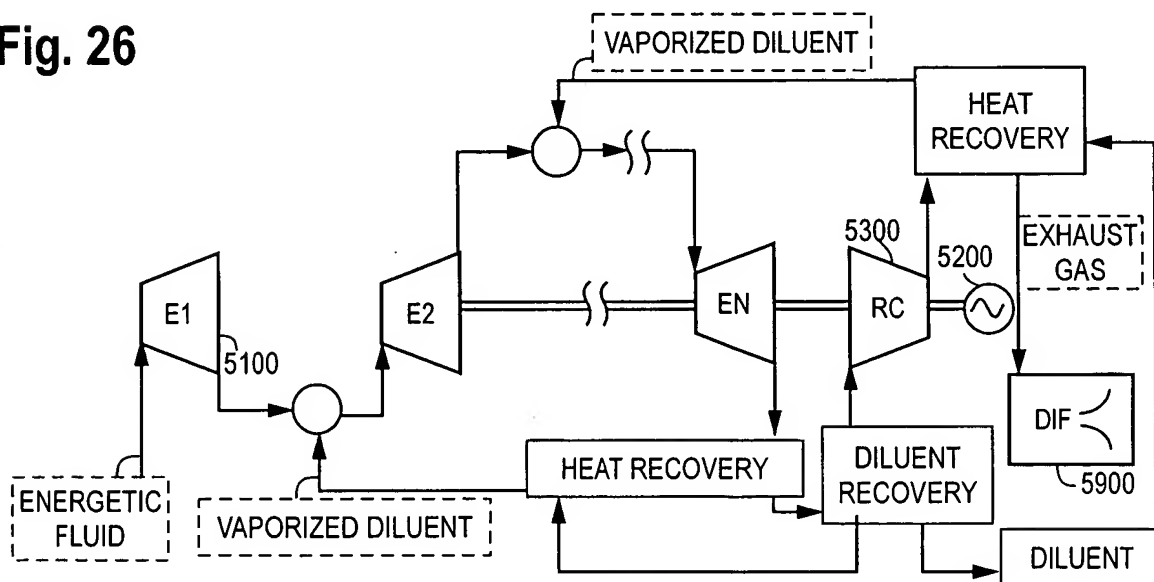 Fig. 26
VAPORIZED DILUENT
HEAT
RECOVERY
5300
5200
EXHAUST
GAS
E1
E2
EN
RC
5100
DIF
HEAT RECOVERY
DILUENT
RECOVERY
5900
ENERGETIC
FLUID
VAPORIZED DILUENT
DILUENT